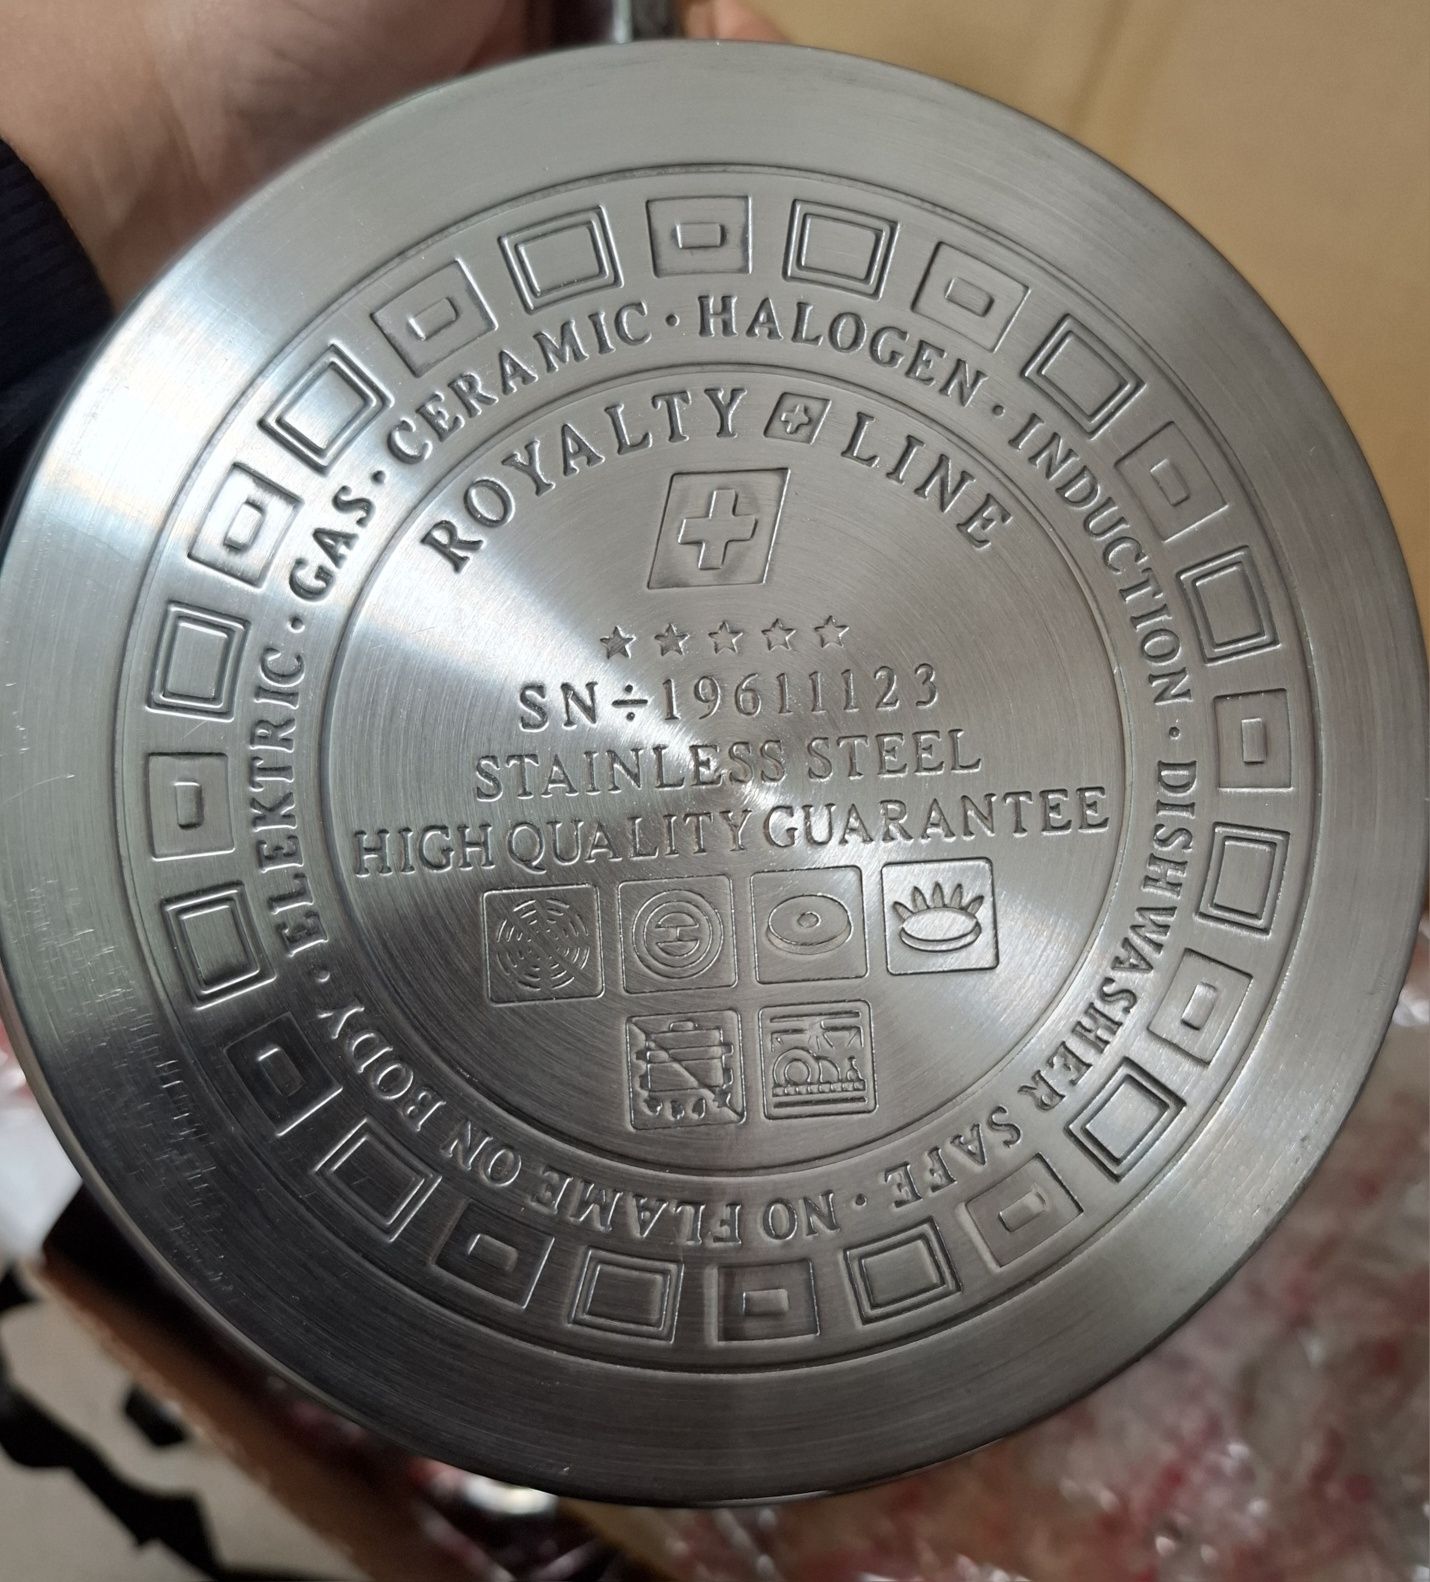 GAS · CERAMIC · HALOGEN · INDUCTION · DISHWASHER SAFE · NO FLAME ON BODY · ELEKTRIC ·
ROYALTY LINE
SN÷19611123
STAINLESS STEEL
HIGH QUALITY GUARANTEE